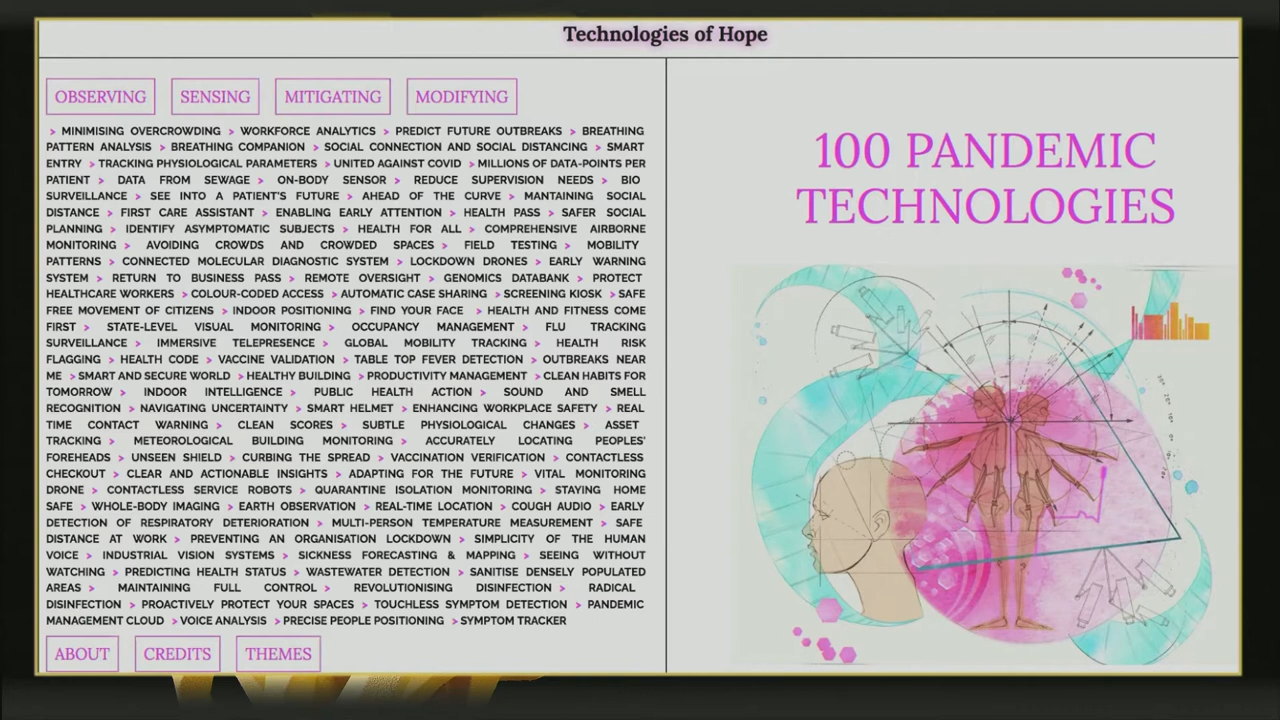 Technologies of Hope
OBSERVING SENSING MITIGATING MODIFYING
> MINIMISING OVERCROWDING > WORKFORCE ANALYTICS > PREDICT FUTURE OUTBREAKS > BREATHING
PATTERN ANALYSIS > BREATHING COMPANION > SOCIAL CONNECTION AND SOCIAL DISTANCING > SMART
ENTRY > TRACKING PHYSIOLOGICAL PARAMETERS > UNITED AGAINST COVID > MILLIONS OF DATA-POINTS PER
PATIENT > DATA FROM SEWAGE > ON-BODY SENSOR > REDUCE SUPERVISION NEEDS > BIO
SURVEILLANCE > SEE INTO A PATIENT'S FUTURE > AHEAD OF THE CURVE > MANTAINING SOCIAL
DISTANCE > FIRST CARE ASSISTANT > ENABLING EARLY ATTENTION > HEALTH PASS > SAFER SOCIAL
PLANNING > IDENTIFY ASYMPTOMATIC SUBJECTS > HEALTH FOR ALL > COMPREHENSIVE AIRBORNE
MONITORING > AVOIDING CROWDS AND CROWDED SPACES > FIELD TESTING > MOBILITY
PATTERNS > CONNECTED MOLECULAR DIAGNOSTIC SYSTEM > LOCKDOWN DRONES > EARLY WARNING
SYSTEM > RETURN TO BUSINESS PASS > REMOTE OVERSIGHT > GENOMICS DATABANK > PROTECT
HEALTHCARE WORKERS > COLOUR-CODED ACCESS > AUTOMATIC CASE SHARING > SCREENING KIOSK > SAFE
FREE MOVEMENT OF CITIZENS > INDOOR POSITIONING > FIND YOUR FACE > HEALTH AND FITNESS COME
FIRST > STATE-LEVEL VISUAL MONITORING > OCCUPANCY MANAGEMENT > FLU TRACKING
SURVEILLANCE > IMMERSIVE TELEPRESENCE > GLOBAL MOBILITY TRACKING > HEALTH RISK
FLAGGING > HEALTH CODE > VACCINE VALIDATION > TABLE TOP FEVER DETECTION > OUTBREAKS NEAR
ME > SMART AND SECURE WORLD > HEALTHY BUILDING > PRODUCTIVITY MANAGEMENT > CLEAN HABITS FOR
TOMORROW > INDOOR INTELLIGENCE > PUBLIC HEALTH ACTION > SOUND AND SMELL
RECOGNITION > NAVIGATING UNCERTAINTY > SMART HELMET > ENHANCING WORKPLACE SAFETY > REAL
TIME CONTACT WARNING > CLEAN SCORES > SUBTLE PHYSIOLOGICAL CHANGES > ASSET
TRACKING > METEOROLOGICAL BUILDING MONITORING > ACCURATELY LOCATING PEOPLES'
FOREHEADS > UNSEEN SHIELD > CURBING THE SPREAD > VACCINATION VERIFICATION > CONTACTLESS
CHECKOUT > CLEAR AND ACTIONABLE INSIGHTS > ADAPTING FOR THE FUTURE > VITAL MONITORING
DRONE > CONTACTLESS SERVICE ROBOTS > QUARANTINE ISOLATION MONITORING > STAYING HOME
SAFE > WHOLE-BODY IMAGING > EARTH OBSERVATION > REAL-TIME LOCATION > COUGH AUDIO > EARLY
DETECTION OF RESPIRATORY DETERIORATION > MULTI-PERSON TEMPERATURE MEASUREMENT > SAFE
DISTANCE AT WORK > PREVENTING AN ORGANISATION LOCKDOWN > SIMPLICITY OF THE HUMAN
VOICE > INDUSTRIAL VISION SYSTEMS > SICKNESS FORECASTING & MAPPING > SEEING WITHOUT
WATCHING > PREDICTING HEALTH STATUS > WASTEWATER DETECTION > SANITISE DENSELY POPULATED
AREAS > MAINTAINING FULL CONTROL > REVOLUTIONISING DISINFECTION > RADICAL
DISINFECTION > PROACTIVELY PROTECT YOUR SPACES > TOUCHLESS SYMPTOM DETECTION > PANDEMIC
MANAGEMENT CLOUD > VOICE ANALYSIS > PRECISE PEOPLE POSITIONING > SYMPTOM TRACKER
ABOUT CREDITS THEMES
100 PANDEMIC
TECHNOLOGIES